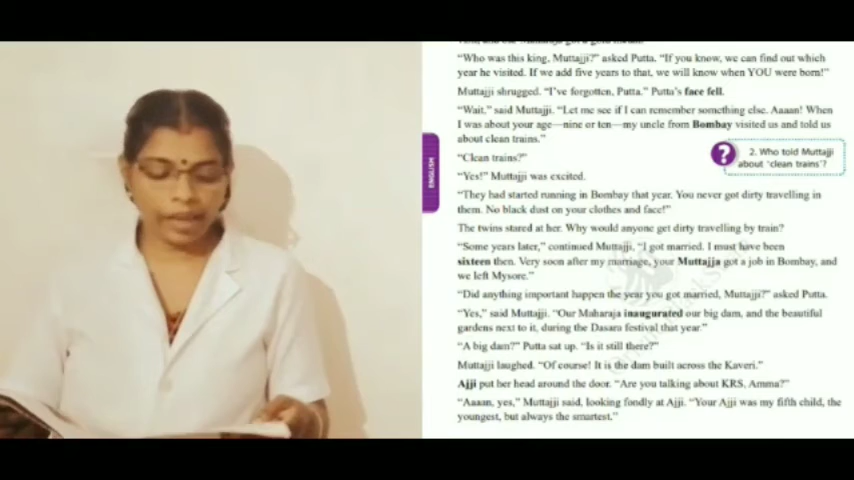 “Who was this king, Muttajji?” asked Putta. “If you know, we can find out which
year he visited. If we add five years to that, we will know when YOU were born!”
Muttajji shrugged. “I’ve forgotten, Putta.” Putta’s face fell.
“Wait,” said Muttajji. “Let me see if I can remember something else. Aaaan! When
I was about your age—nine or ten—my uncle from Bombay visited us and told us
about clean trains.”
“Clean trains?”
“Yes!” Muttajji was excited.
“They had started running in Bombay that year. You never got dirty travelling in
them. No black dust on your clothes and face!”
The twins stared at her. Why would anyone get dirty travelling by train?
“Some years later,” continued Muttajji, “I got married. I must have been
sixteen then. Very soon after my marriage, your Muttajja got a job in Bombay, and
we left Mysore.”
“Did anything important happen the year you got married, Muttajji?” asked Putta.
“Yes,” said Muttajji. “Our Maharaja inaugurated our big dam, and the beautiful
gardens next to it, during the Dasara festival that year.”
“A big dam?” Putta sat up. “Is it still there?”
Muttajji laughed. “Of course! It is the dam built across the Kaveri.”
Ajji put her head around the door. “Are you talking about KRS, Amma?”
“Aaaan, yes,” Muttajji said, looking fondly at Ajji. “Your Ajji was my fifth child, the
youngest, but always the smartest.”
ENGLISH
?
2. Who told Muttajji
about ‘clean trains’?